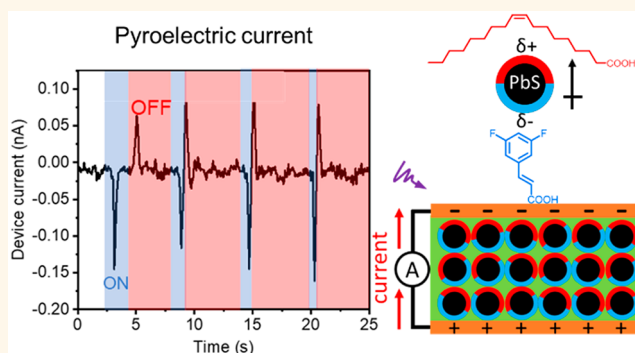 Pyroelectric current
Device current (nA)
0.10
0.05
0.00
-0.05
-0.10
-0.15
-0.20
OFF
ON
0
5
10
15
20
25
Time (s)
COOH
δ+
PbS
δ-
F
F
COOH
current
A
- - - - - -
+ + + + + +